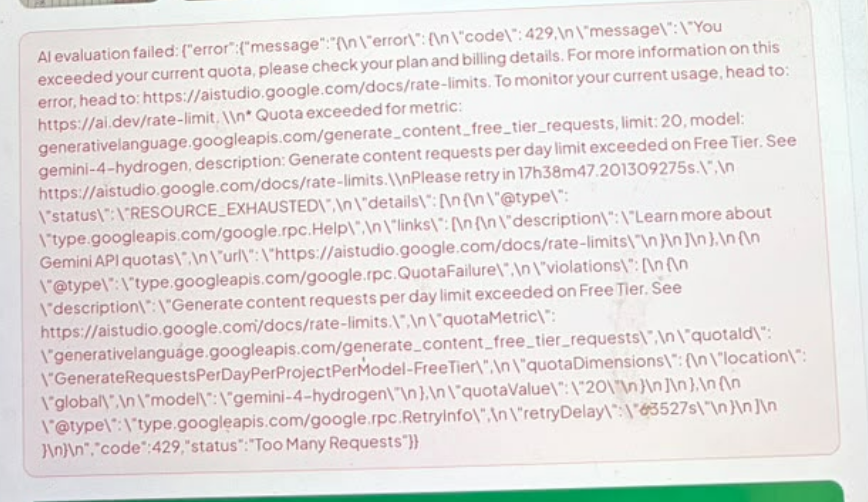 AI evaluation failed: {"error":{"message":"{\n \"error\": {\n \"code\": 429,\n \"message\": \"You
exceeded your current quota, please check your plan and billing details. For more information on this
error, head to: https://aistudio.google.com/docs/rate-limits. To monitor your current usage, head to:
https://ai.dev/rate-limit. \\n* Quota exceeded for metric:
generativelanguage.googleapis.com/generate_content_free_tier_requests, limit: 20, model:
gemini-4-hydrogen, description: Generate content requests per day limit exceeded on Free Tier. See
https://aistudio.google.com/docs/rate-limits.\\nPlease retry in 17h38m47.201309275s.\",\n
\"status\": \"RESOURCE_EXHAUSTED\",\n \"details\": [\n {\n \"@type\":
\"type.googleapis.com/google.rpc.Help\",\n \"links\": [\n {\n \"description\": \"Learn more about
Gemini API quotas\",\n \"url\": \"https://aistudio.google.com/docs/rate-limits\"\n }\n ]\n },\n {\n
\"@type\": \"type.googleapis.com/google.rpc.QuotaFailure\",\n \"violations\": [\n {\n
\"description\": \"Generate content requests per day limit exceeded on Free Tier. See
https://aistudio.google.com/docs/rate-limits.\",\n \"quotaMetric\":
\"generativelanguage.googleapis.com/generate_content_free_tier_requests\",\n \"quotaId\":
\"GenerateRequestsPerDayPerProjectPerModel-FreeTier\",\n \"quotaDimensions\": {\n \"location\":
\"global\",\n \"model\": \"gemini-4-hydrogen\"\n },\n \"quotaValue\": \"20\"\n }\n ]\n },\n {\n
\"@type\": \"type.googleapis.com/google.rpc.RetryInfo\",\n \"retryDelay\": \"63527s\"\n }\n ]\n
}\n}\n","code":429,"status":"Too Many Requests"}}